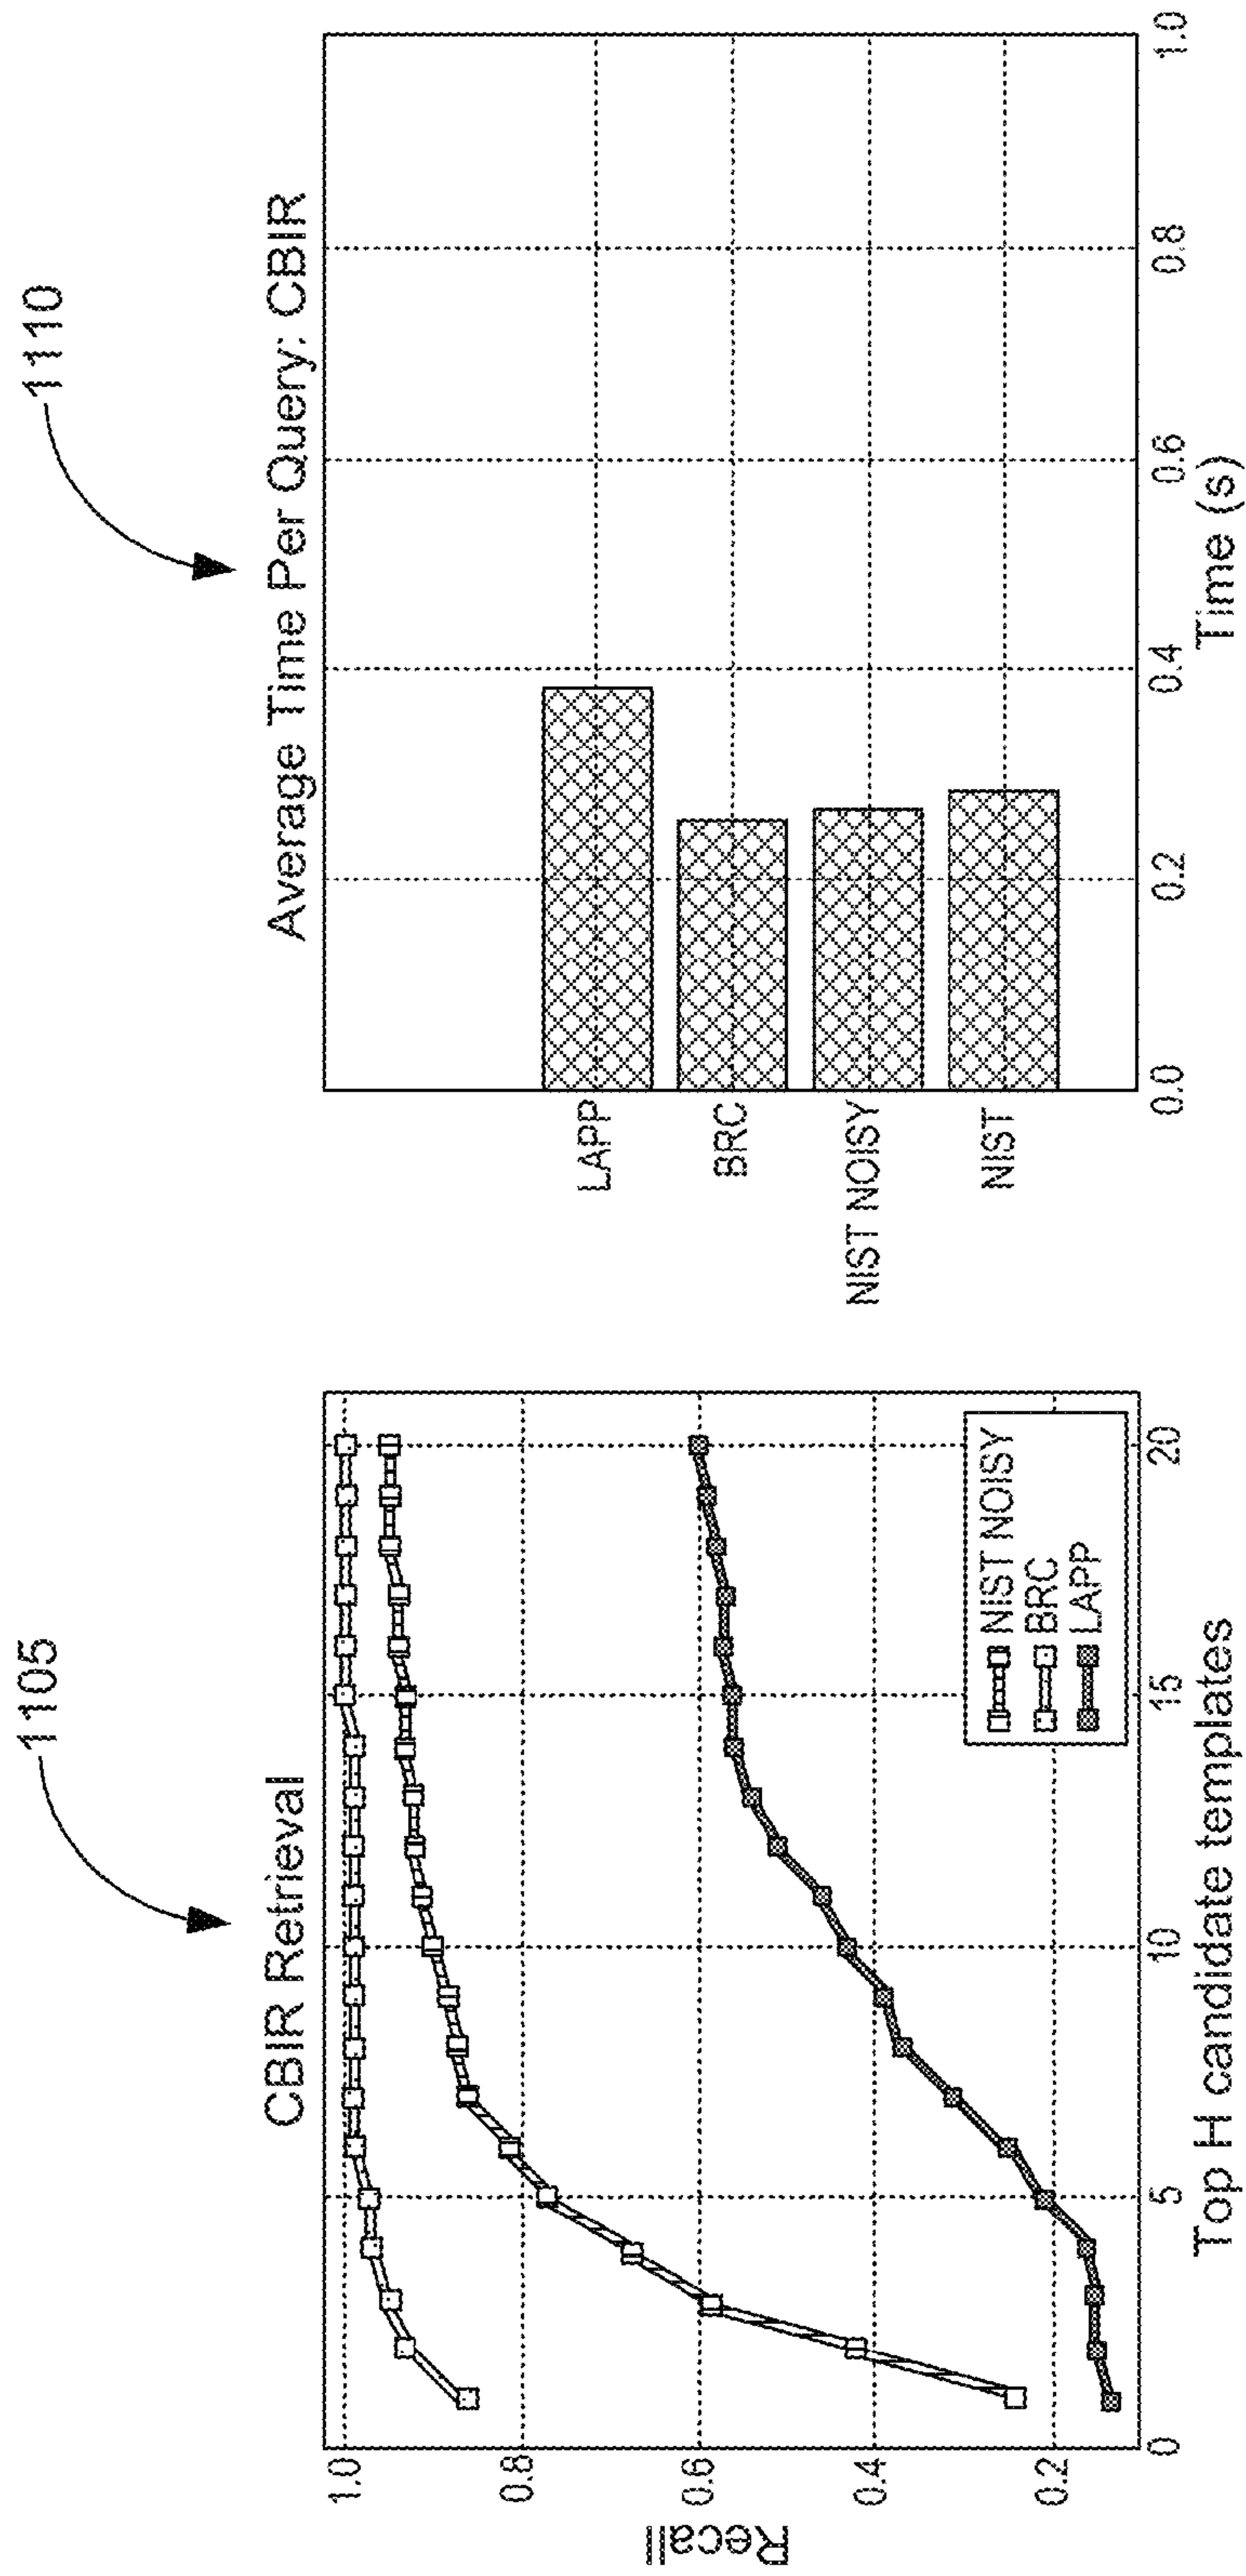 1105
CBIR Retrieval
Recall
1.0
0.8
0.6
0.4
0.2
NIST NOISY
BRC
LAPP
0 5 10 15 20
Top H candidate templates
1110
Average Time Per Query: CBIR
LAPP
BRC
NIST NOISY
NIST
0.0 0.2 0.4 0.6 0.8 1.0
Time (s)